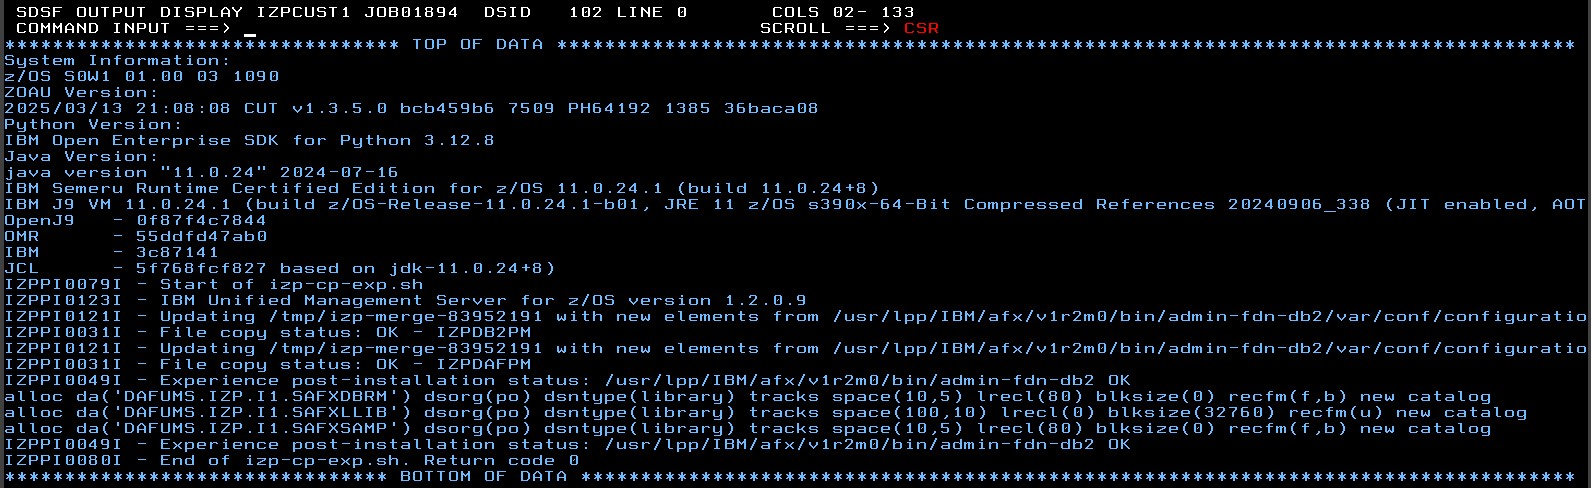 SDSF OUTPUT DISPLAY IZPCUST1 JOB01894  DSID   102 LINE 0       COLS 02- 133
COMMAND INPUT ===> _                                            SCROLL ===> CSR
********************************* TOP OF DATA *************************************************************************************
System Information:
z/OS S0W1 01.00 03 1090
ZOAU Version:
2025/03/13 21:08:08 CUT v1.3.5.0 bcb459b6 7509 PH64192 1385 36baca08
Python Version:
IBM Open Enterprise SDK for Python 3.12.8
Java Version:
java version "11.0.24" 2024-07-16
IBM Semeru Runtime Certified Edition for z/OS 11.0.24.1 (build 11.0.24+8)
IBM J9 VM 11.0.24.1 (build z/OS-Release-11.0.24.1-b01, JRE 11 z/OS s390x-64-Bit Compressed References 20240906_338 (JIT enabled, AOT
OpenJ9   - 0f87f4c7844
OMR      - 55ddfd47ab0
IBM      - 3c87141
JCL      - 5f768fcf827 based on jdk-11.0.24+8)
IZPPI0079I - Start of izp-cp-exp.sh
IZPPI0123I - IBM Unified Management Server for z/OS version 1.2.0.9
IZPPI0121I - Updating /tmp/izp-merge-83952191 with new elements from /usr/lpp/IBM/afx/v1r2m0/bin/admin-fdn-db2/var/conf/configuratio
IZPPI0031I - File copy status: OK - IZPDB2PM
IZPPI0121I - Updating /tmp/izp-merge-83952191 with new elements from /usr/lpp/IBM/afx/v1r2m0/bin/admin-fdn-db2/var/conf/configuratio
IZPPI0031I - File copy status: OK - IZPDAFPM
IZPPI0049I - Experience post-installation status: /usr/lpp/IBM/afx/v1r2m0/bin/admin-fdn-db2 OK
alloc da('DAFUMS.IZP.I1.SAFXDBRM') dsorg(po) dsntype(library) tracks space(10,5) lrecl(80) blksize(0) recfm(f,b) new catalog
alloc da('DAFUMS.IZP.I1.SAFXLLIB') dsorg(po) dsntype(library) tracks space(100,10) lrecl(0) blksize(32760) recfm(u) new catalog
alloc da('DAFUMS.IZP.I1.SAFXSAMP') dsorg(po) dsntype(library) tracks space(10,5) lrecl(80) blksize(0) recfm(f,b) new catalog
IZPPI0049I - Experience post-installation status: /usr/lpp/IBM/afx/v1r2m0/bin/admin-fdn-db2 OK
IZPPI0080I - End of izp-cp-exp.sh. Return code 0
******************************** BOTTOM OF DATA ***********************************************************************************